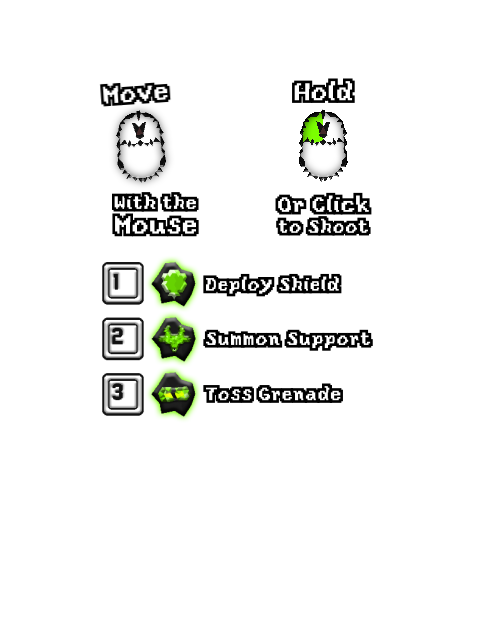 Move
Hold
With the
Mouse
Or Click
to Shoot
1 Deploy Shield
2 Summon Support
3 Toss Grenade